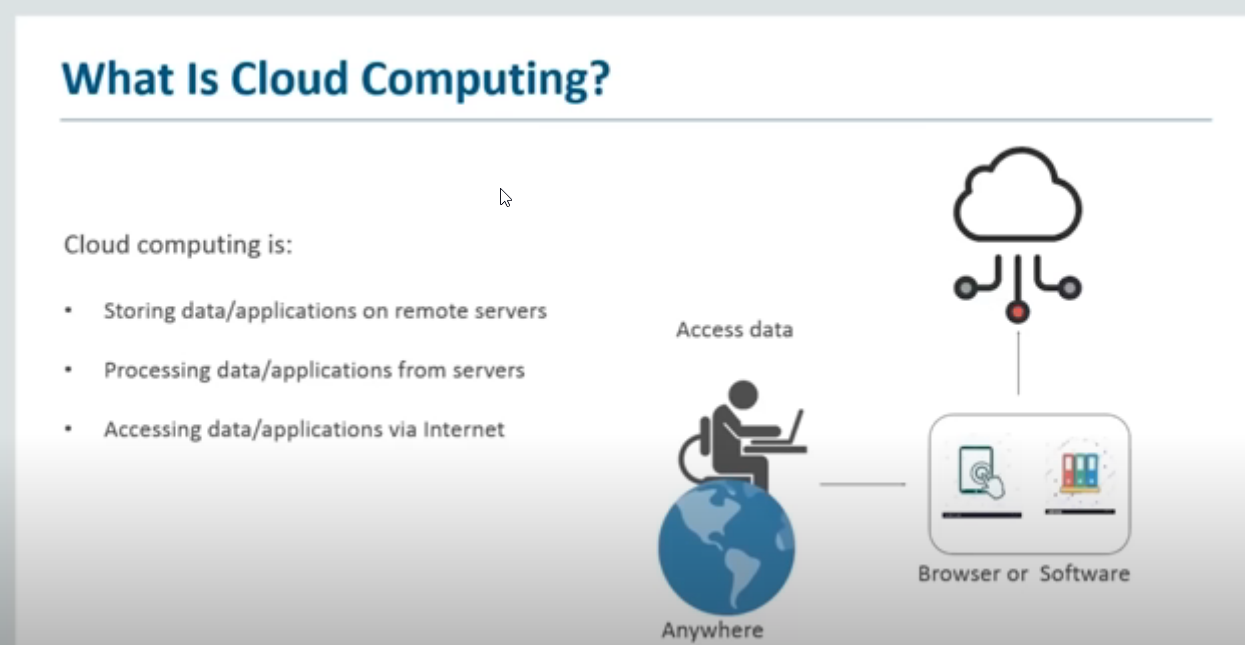 What Is Cloud Computing?
Cloud computing is:
• Storing data/applications on remote servers
• Processing data/applications from servers
• Accessing data/applications via Internet
Access data
Anywhere
Browser or Software